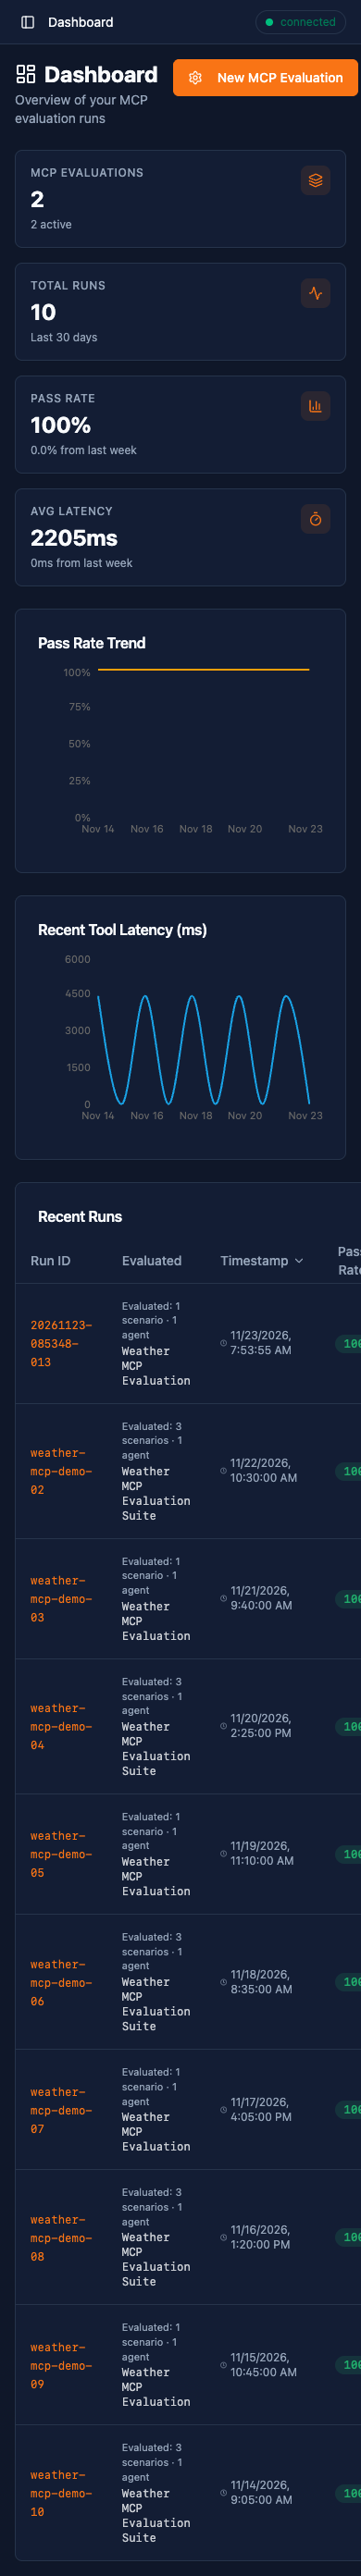 Dashboard
connected
Dashboard
New MCP Evaluation
Overview of your MCP
evaluation runs
MCP EVALUATIONS
2
2 active
TOTAL RUNS
10
Last 30 days
PASS RATE
100%
0.0% from last week
AVG LATENCY
2205ms
0ms from last week
Pass Rate Trend
100%
75%
50%
25%
0%
Nov 14 Nov 16 Nov 18 Nov 20 Nov 23
Recent Tool Latency (ms)
6000
4500
3000
1500
0
Nov 14 Nov 16 Nov 18 Nov 20 Nov 23
Recent Runs
Run ID
Evaluated
Timestamp
Pass
Rate
20261123-
085348-
013
Evaluated: 1
scenario · 1
agent
Weather
MCP
Evaluation
11/23/2026,
7:53:55 AM
100
weather-
mcp-demo-
02
Evaluated: 3
scenarios · 1
agent
Weather
MCP
Evaluation
Suite
11/22/2026,
10:30:00 AM
100
weather-
mcp-demo-
03
Evaluated: 1
scenario · 1
agent
Weather
MCP
Evaluation
11/21/2026,
9:40:00 AM
100
weather-
mcp-demo-
04
Evaluated: 3
scenarios · 1
agent
Weather
MCP
Evaluation
Suite
11/20/2026,
2:25:00 PM
100
weather-
mcp-demo-
05
Evaluated: 1
scenario · 1
agent
Weather
MCP
Evaluation
11/19/2026,
11:10:00 AM
100
weather-
mcp-demo-
06
Evaluated: 3
scenarios · 1
agent
Weather
MCP
Evaluation
Suite
11/18/2026,
8:35:00 AM
100
weather-
mcp-demo-
07
Evaluated: 1
scenario · 1
agent
Weather
MCP
Evaluation
11/17/2026,
4:05:00 PM
100
weather-
mcp-demo-
08
Evaluated: 3
scenarios · 1
agent
Weather
MCP
Evaluation
Suite
11/16/2026,
1:20:00 PM
100
weather-
mcp-demo-
09
Evaluated: 1
scenario · 1
agent
Weather
MCP
Evaluation
11/15/2026,
10:45:00 AM
100
weather-
mcp-demo-
10
Evaluated: 3
scenarios · 1
agent
Weather
MCP
Evaluation
Suite
11/14/2026,
9:05:00 AM
100